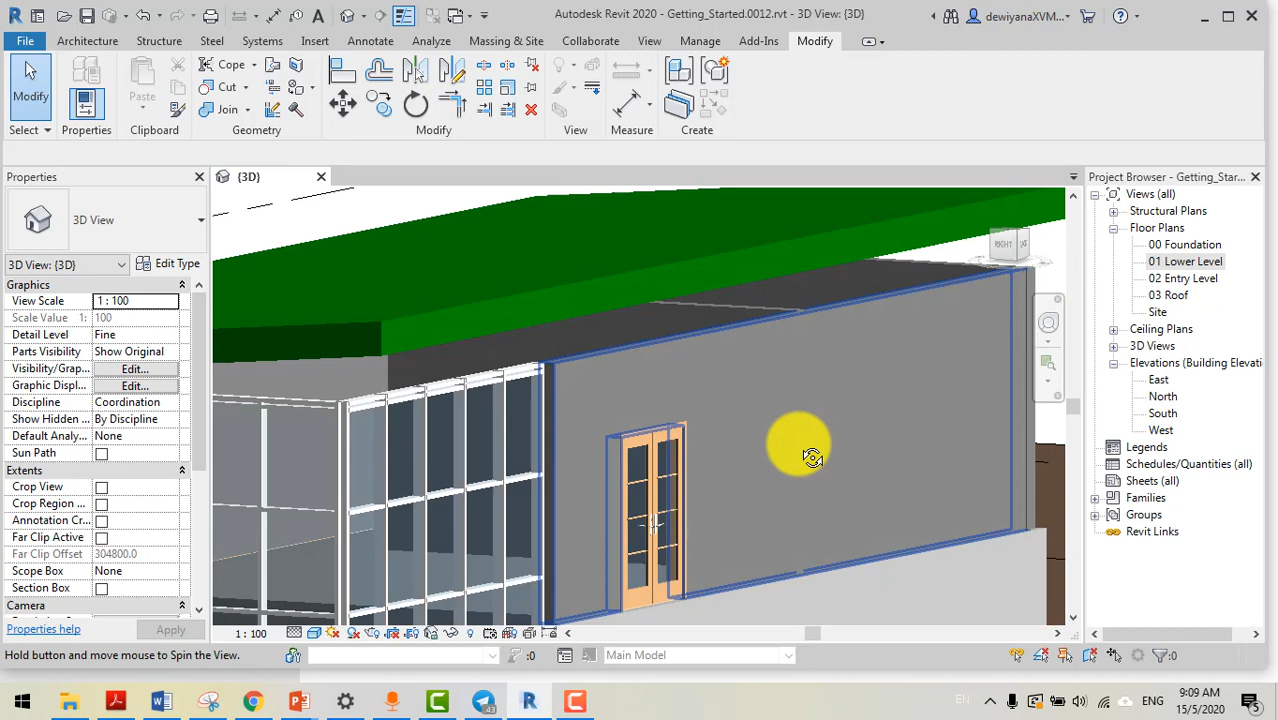 Autodesk Revit 2020 - Getting_Started.0012.rvt - 3D View: {3D}
dewiyanaXVM...
File Architecture Structure Steel Systems Insert Annotate Analyze Massing & Site Collaborate View Manage Add-Ins Modify
Modify
Paste
Cope
Cut
Join
Select Properties Clipboard Geometry Modify View Measure Create
Properties
{3D}
Project Browser - Getting_Star...
3D View
3D View: {3D}
Edit Type
Graphics
View Scale 1 : 100
Scale Value 1: 100
Detail Level Fine
Parts Visibility Show Original
Visibility/Grap... Edit...
Graphic Displ... Edit...
Discipline Coordination
Show Hidden ... By Discipline
Default Analy... None
Sun Path
Extents
Crop View
Crop Region ...
Annotation Cr...
Far Clip Active
Far Clip Offset 304800.0
Scope Box None
Section Box
Camera
Properties help
Apply
RIGHT
Views (all)
Structural Plans
Floor Plans
00 Foundation
01 Lower Level
02 Entry Level
03 Roof
Site
Ceiling Plans
3D Views
Elevations (Building Elevati
East
North
South
West
Legends
Schedules/Quantities (all)
Sheets (all)
Families
Groups
Revit Links
1 : 100
Hold button and move mouse to Spin the View.
:0
Main Model
:0
43
EN
ENG
9:09 AM
15/5/2020
5